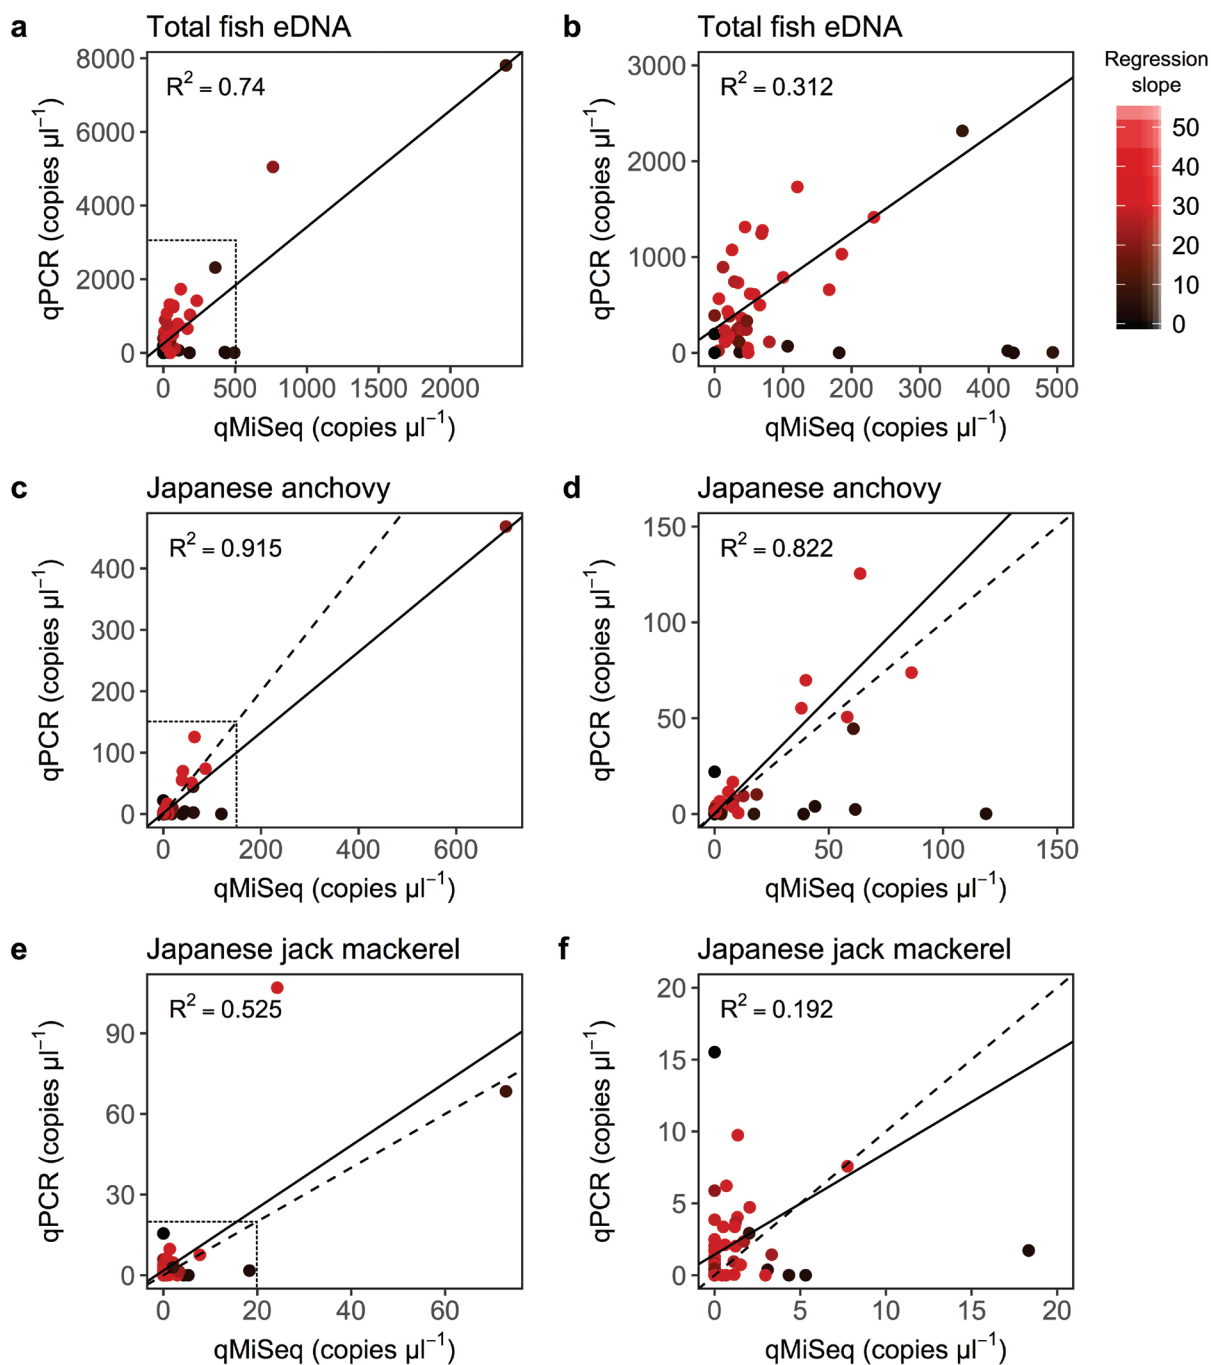 a Total fish eDNA
R² = 0.74
qPCR (copies µl⁻¹)
8000
6000
4000
2000
0
0 500 1000 1500 2000
qMiSeq (copies µl⁻¹)
b Total fish eDNA
R² = 0.312
qPCR (copies µl⁻¹)
3000
2000
1000
0
0 100 200 300 400 500
qMiSeq (copies µl⁻¹)
Regression
slope
50
40
30
20
10
0
c Japanese anchovy
R² = 0.915
qPCR (copies µl⁻¹)
400
300
200
100
0
0 200 400 600
qMiSeq (copies µl⁻¹)
d Japanese anchovy
R² = 0.822
qPCR (copies µl⁻¹)
150
100
50
0
0 50 100 150
qMiSeq (copies µl⁻¹)
e Japanese jack mackerel
R² = 0.525
qPCR (copies µl⁻¹)
90
60
30
0
0 20 40 60
qMiSeq (copies µl⁻¹)
f Japanese jack mackerel
R² = 0.192
qPCR (copies µl⁻¹)
20
15
10
5
0
0 5 10 15 20
qMiSeq (copies µl⁻¹)